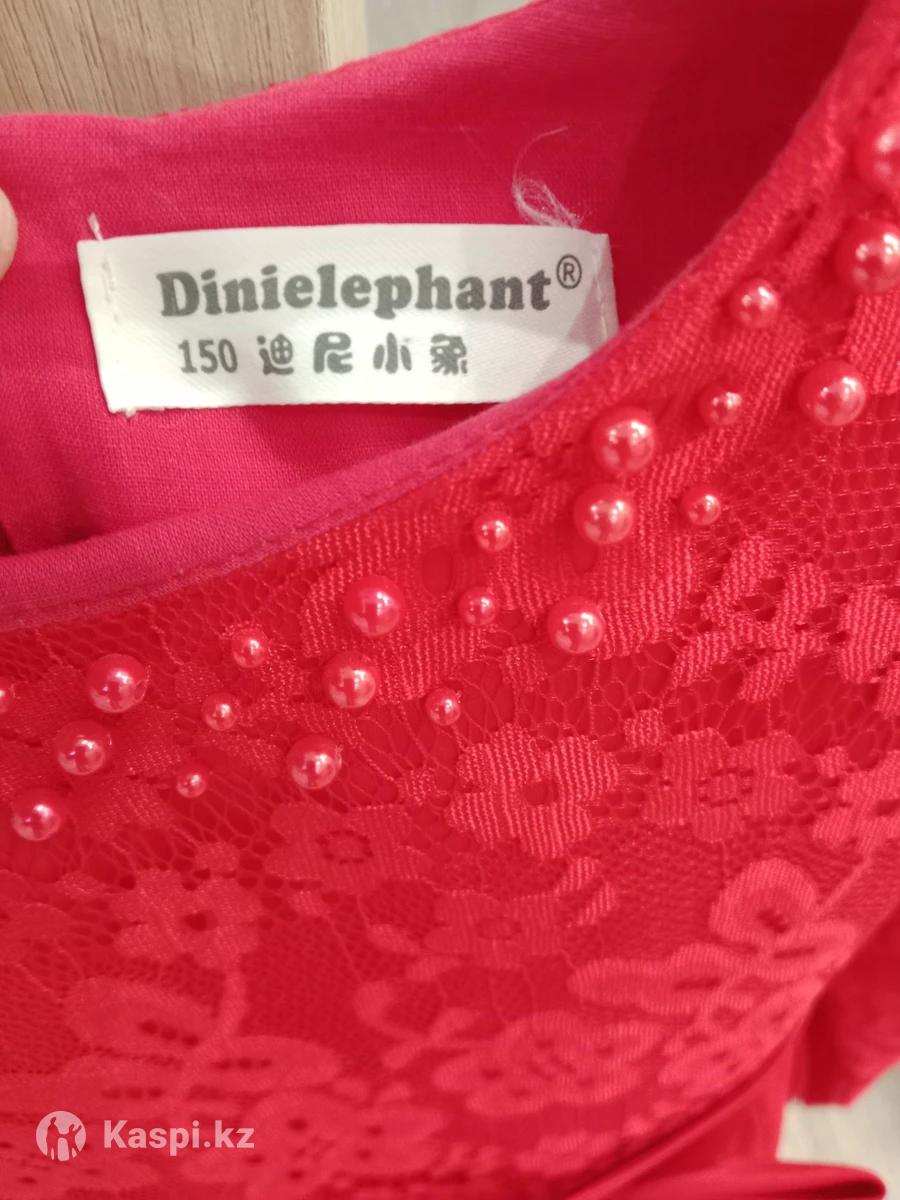 Dinielephant®
150 迪尼小象
Kaspi.kz